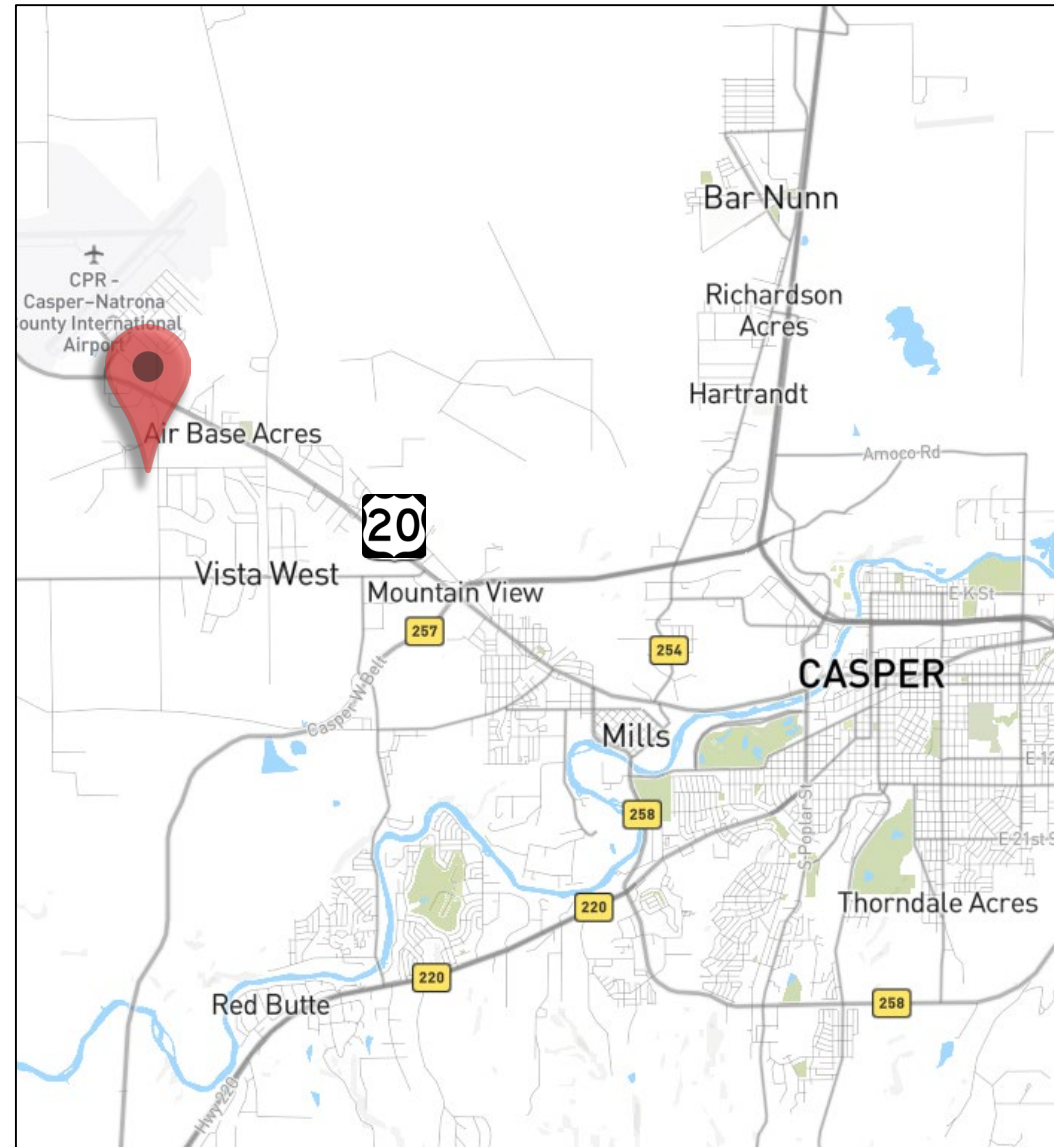 Bar Nunn
CPR -
Casper–Natrona
ounty International
Airport
Richardson
Acres
Hartrandt
Air Base Acres
Amoco Rd
20
Vista West
Mountain View
E K St
257
254
CASPER
Casper W Belt
Mills
E 12
258
S Poplar St
E 21st S
220
Thorndale Acres
220
Red Butte
258
Hwy 220